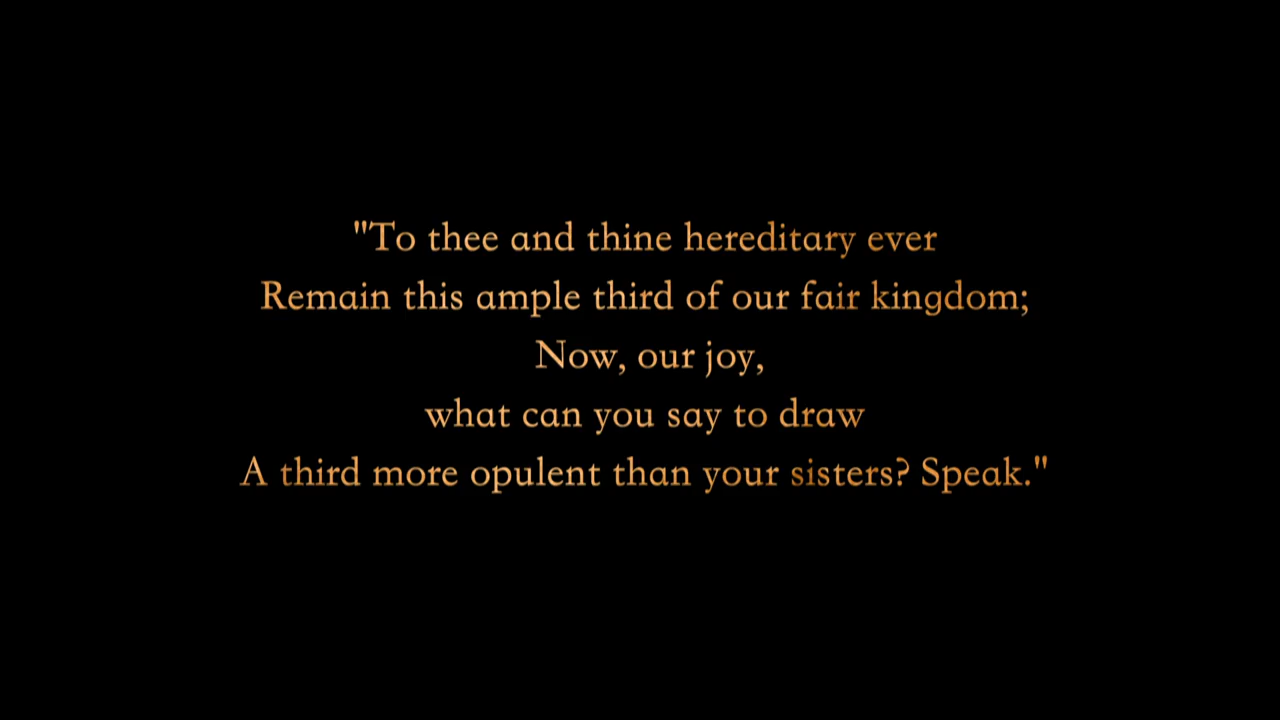 "To thee and thine hereditary ever
Remain this ample third of our fair kingdom;
Now, our joy,
what can you say to draw
A third more opulent than your sisters? Speak."